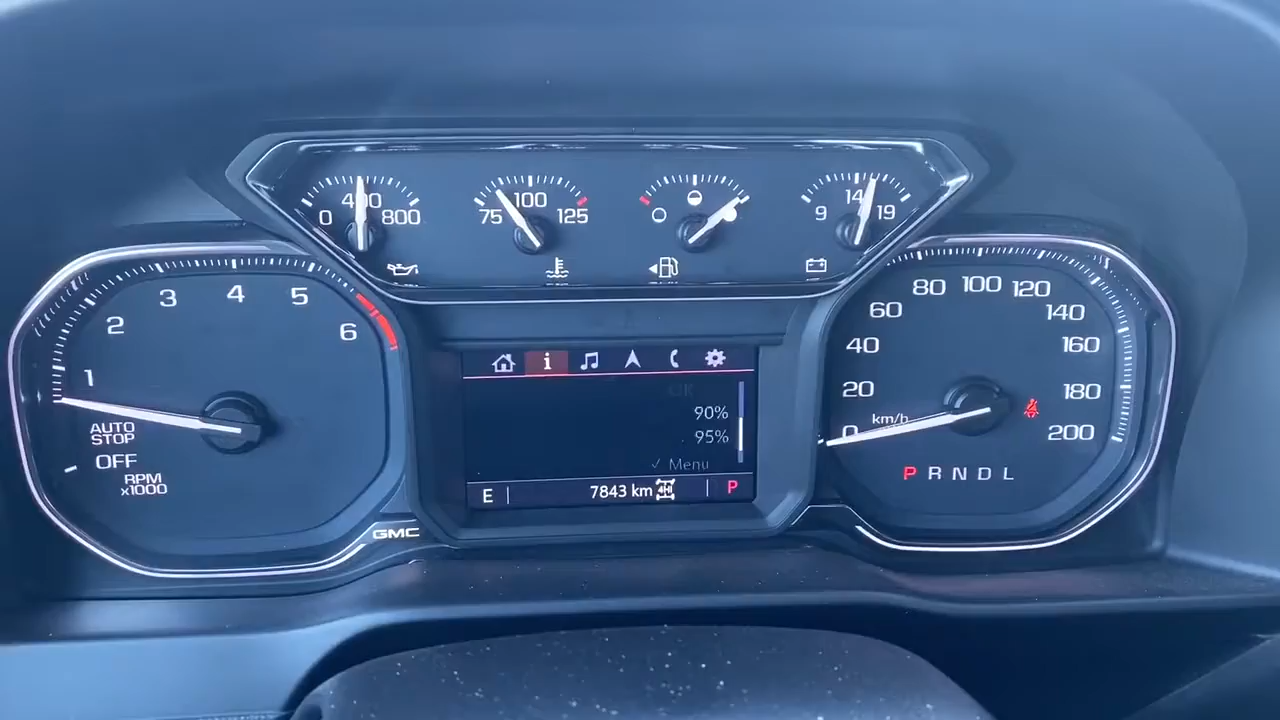 0 400 800
75 100 125
9 14 19
1 2 3 4 5 6
AUTO
STOP
OFF
RPM
x1000
GMC
i
OK
90%
95%
✓ Menu
E 7843 km 4HI P
0 20 40 60 80 100 120 140 160 180 200
km/h
P R N D L